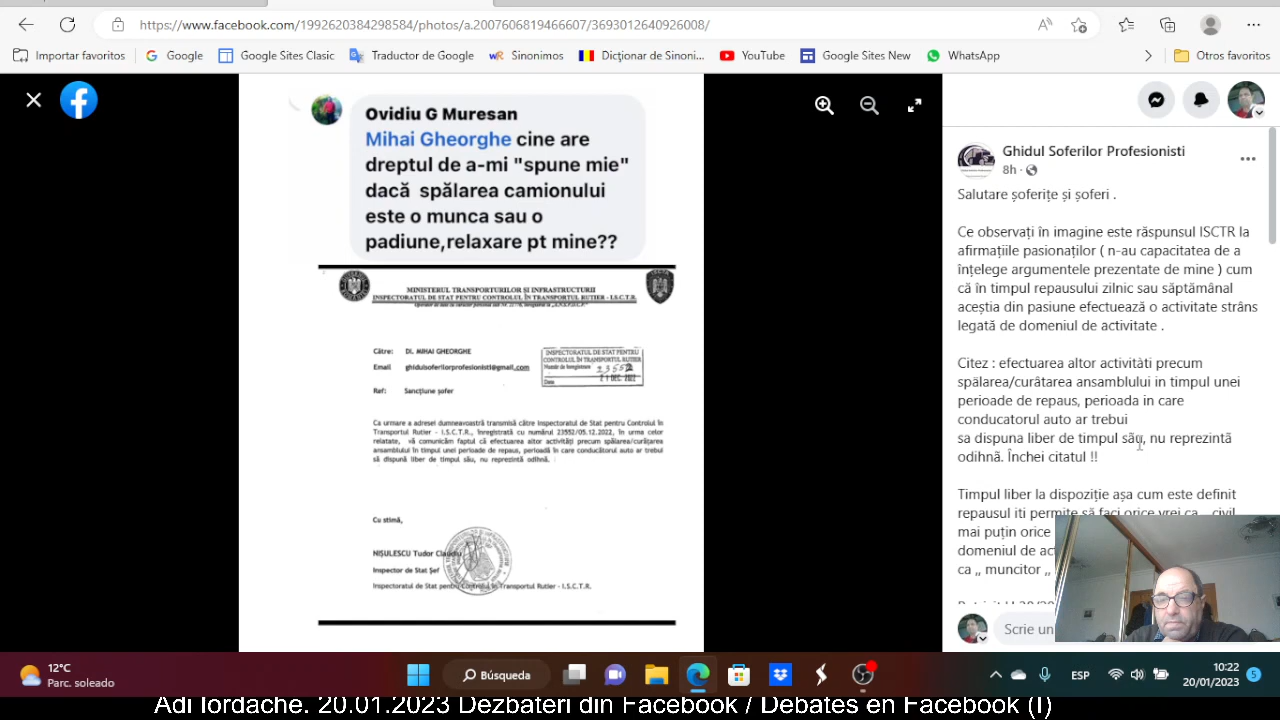 https://www.facebook.com/1992620384298584/photos/a.2007606819466607/3693012640926008/
Importar favoritos
Google
Google Sites Clasic
Traductor de Google
Sinonimos
Dicționar de Sinoni...
YouTube
Google Sites New
WhatsApp
Otros favoritos
Ovidiu G Muresan
Mihai Gheorghe cine are
dreptul de a-mi "spune mie"
dacă spălarea camionului
este o munca sau o
padiune,relaxare pt mine??
MINISTERUL TRANSPORTURILOR ȘI INFRASTRUCTURII
INSPECTORATUL DE STAT PENTRU CONTROLUL ÎN TRANSPORTUL RUTIER - I.S.C.T.R.
Către: DL. MIHAI GHEORGHE
Email ghidulsoferilorprofesionisti@gmail.com
Ref: Sancțiune șofer
INSPECTORATUL DE STAT PENTRU
CONTROLUL ÎN TRANSPORTUL RUTIER
Număr de înregistrare 23552
Data 21 DEC. 2022
Ca urmare a adresei dumneavoastră transmisă către Inspectoratul de Stat pentru Controlul în
Transportul Rutier - I.S.C.T.R., înregistrată cu numărul 23552/05.12.2022, în urma celor
relatate, vă comunicăm faptul că efectuarea altor activități precum spălarea/curățarea
ansamblului în timpul unei perioade de repaus, perioadă în care conducătorul auto ar trebui
să dispună liber de timpul său, nu reprezintă odihnă.
Cu stimă,
NIȘULESCU Tudor Claudiu
Inspector de Stat Șef
Inspectoratul de Stat pentru Controlul în Transportul Rutier - I.S.C.T.R.
Ghidul Soferilor Profesionisti
8h
Salutare șoferițe și șoferi .
Ce observați în imagine este răspunsul ISCTR la
afirmațiile pasionaților ( n-au capacitatea de a
înțelege argumentele prezentate de mine ) cum
că în timpul repausului zilnic sau săptămânal
aceștia din pasiune efectuează o activitate strâns
legată de domeniul de activitate .
Citez : efectuarea altor activitâti precum
spălarea/curâtarea ansamblului in timpul unei
perioade de repaus, perioada in care
conducatorul auto ar trebui
sa dispuna liber de timpul sâu, nu reprezintă
odihnă. Închei citatul !!
Timpul liber la dispoziție așa cum este definit
repausul iti permite să faci orice vrei ca ,, civil
mai puțin orice
domeniul de ac
ca ,, muncitor ,,
Scrie un
12°C
Parc. soleado
Búsqueda
ESP
10:22
20/01/2023
5
Adi Iordache. 20.01.2023 Dezbateri din Facebook / Debates en Facebook (I)